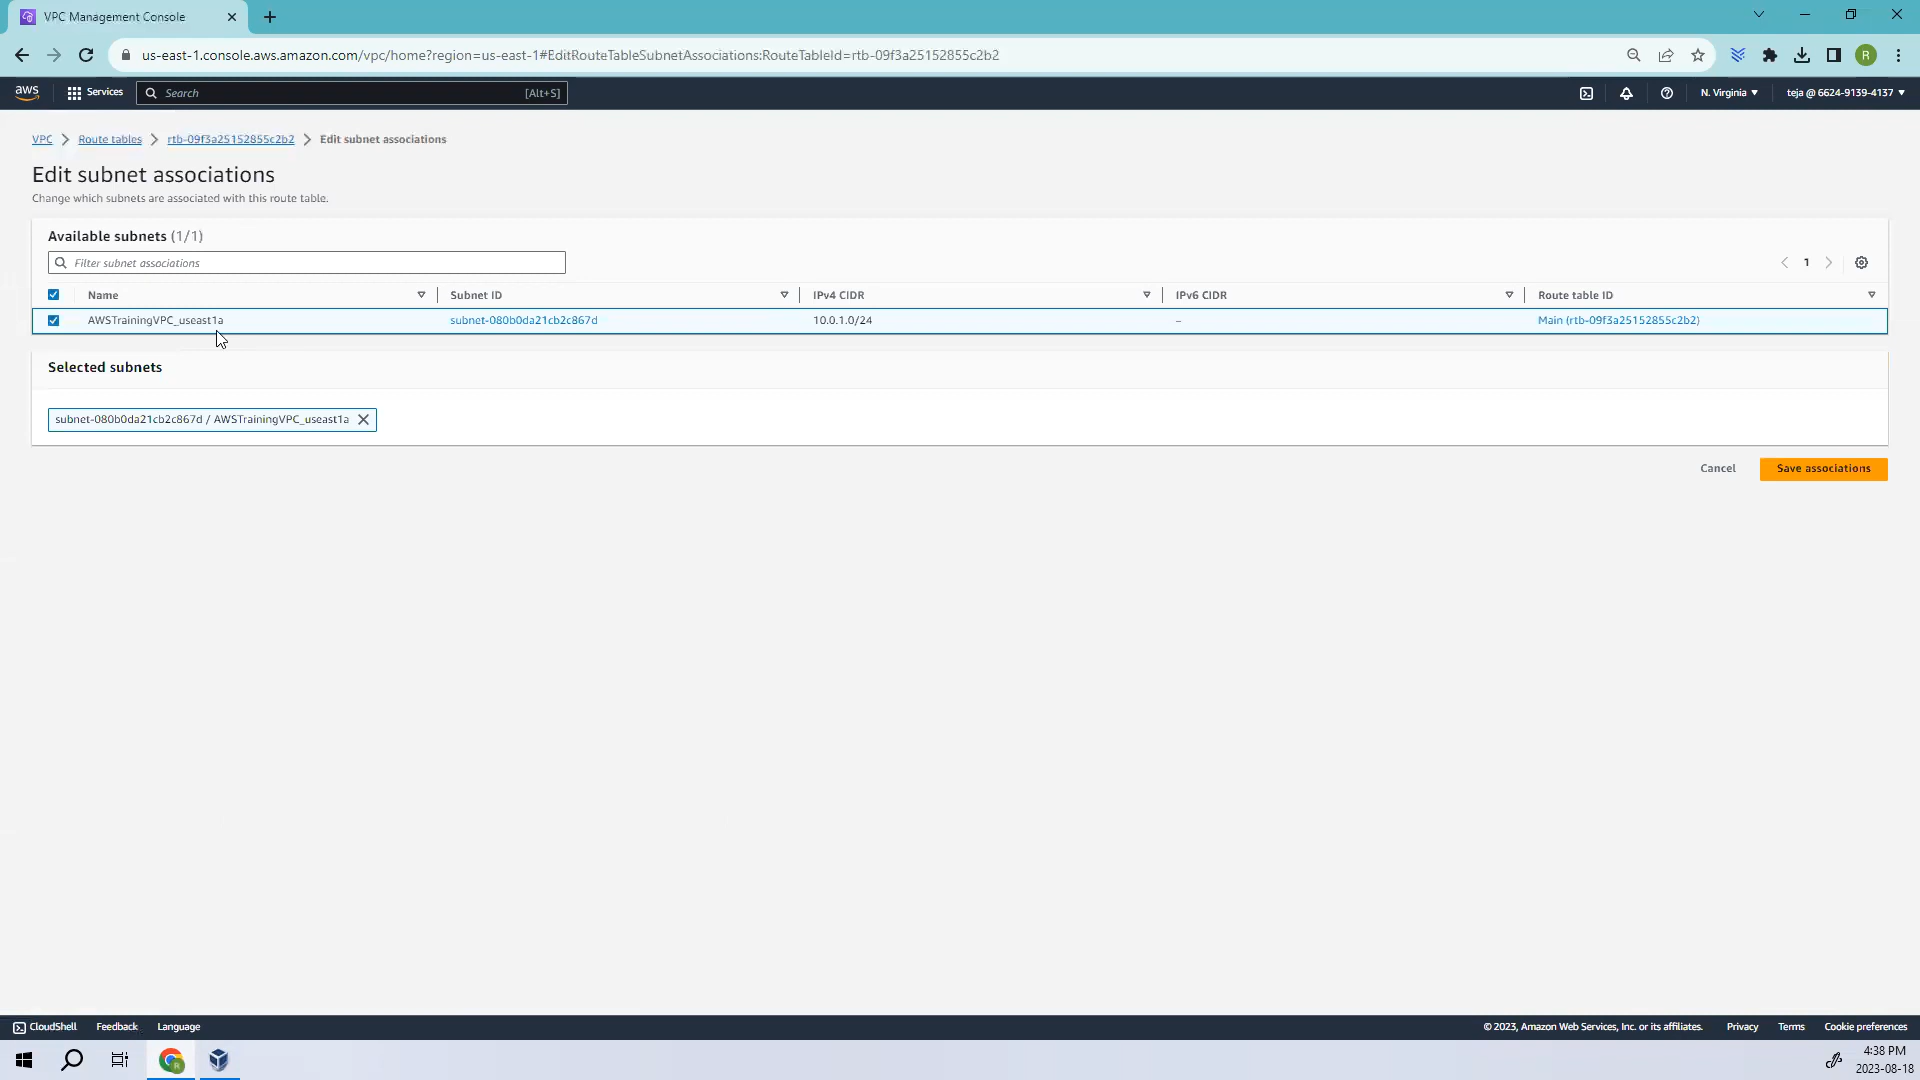 VPC Management Console
us-east-1.console.aws.amazon.com/vpc/home?region=us-east-1#EditRouteTableSubnetAssociations:RouteTableId=rtb-09f3a25152855c2b2
R
aws Services Search [Alt+S] N. Virginia teja @ 6624-9139-4137
VPC Route tables rtb-09f3a25152855c2b2 Edit subnet associations
Edit subnet associations
Change which subnets are associated with this route table.
Available subnets (1/1)
Filter subnet associations
1
Name Subnet ID IPv4 CIDR IPv6 CIDR Route table ID
AWSTrainingVPC_useast1a subnet-080b0da21cb2c867d 10.0.1.0/24 – Main (rtb-09f3a25152855c2b2)
Selected subnets
subnet-080b0da21cb2c867d / AWSTrainingVPC_useast1a
Cancel Save associations
CloudShell Feedback Language © 2023, Amazon Web Services, Inc. or its affiliates. Privacy Terms Cookie preferences
R
4:38 PM
2023-08-18